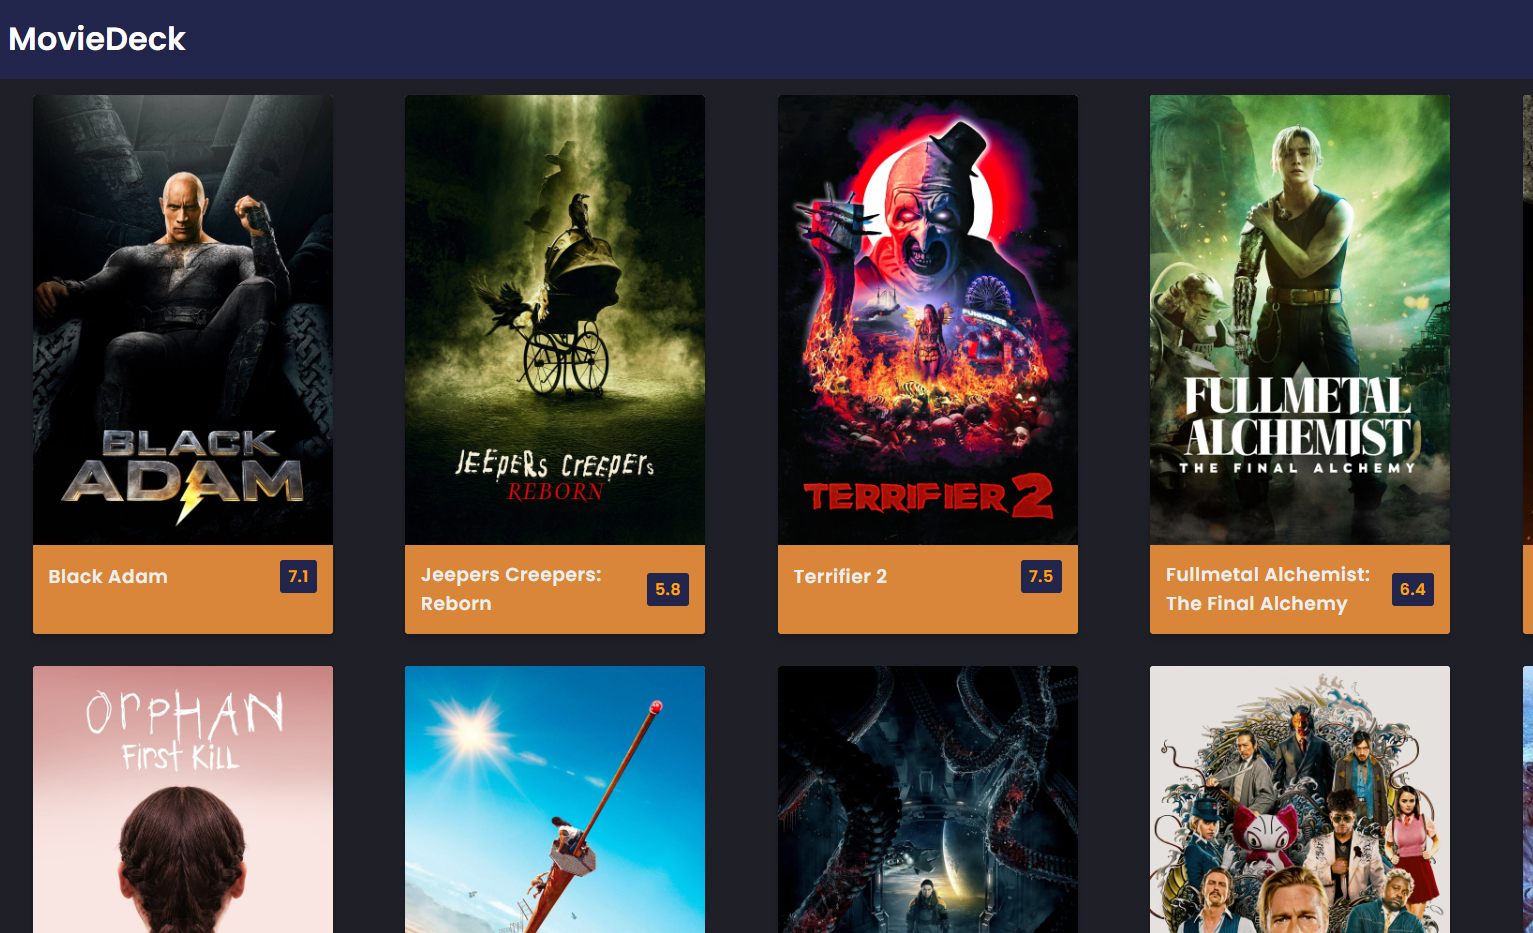 MovieDeck
BLACK
ADAM
JEEPERS CREEPERS
REBORN
FUNHOUSE
TERRIFIER 2
FULLMETAL
ALCHEMIST
THE FINAL ALCHEMY
Black Adam
7.1
Jeepers Creepers:
Reborn
5.8
Terrifier 2
7.5
Fullmetal Alchemist:
The Final Alchemy
6.4
ORPHAN
First Kill